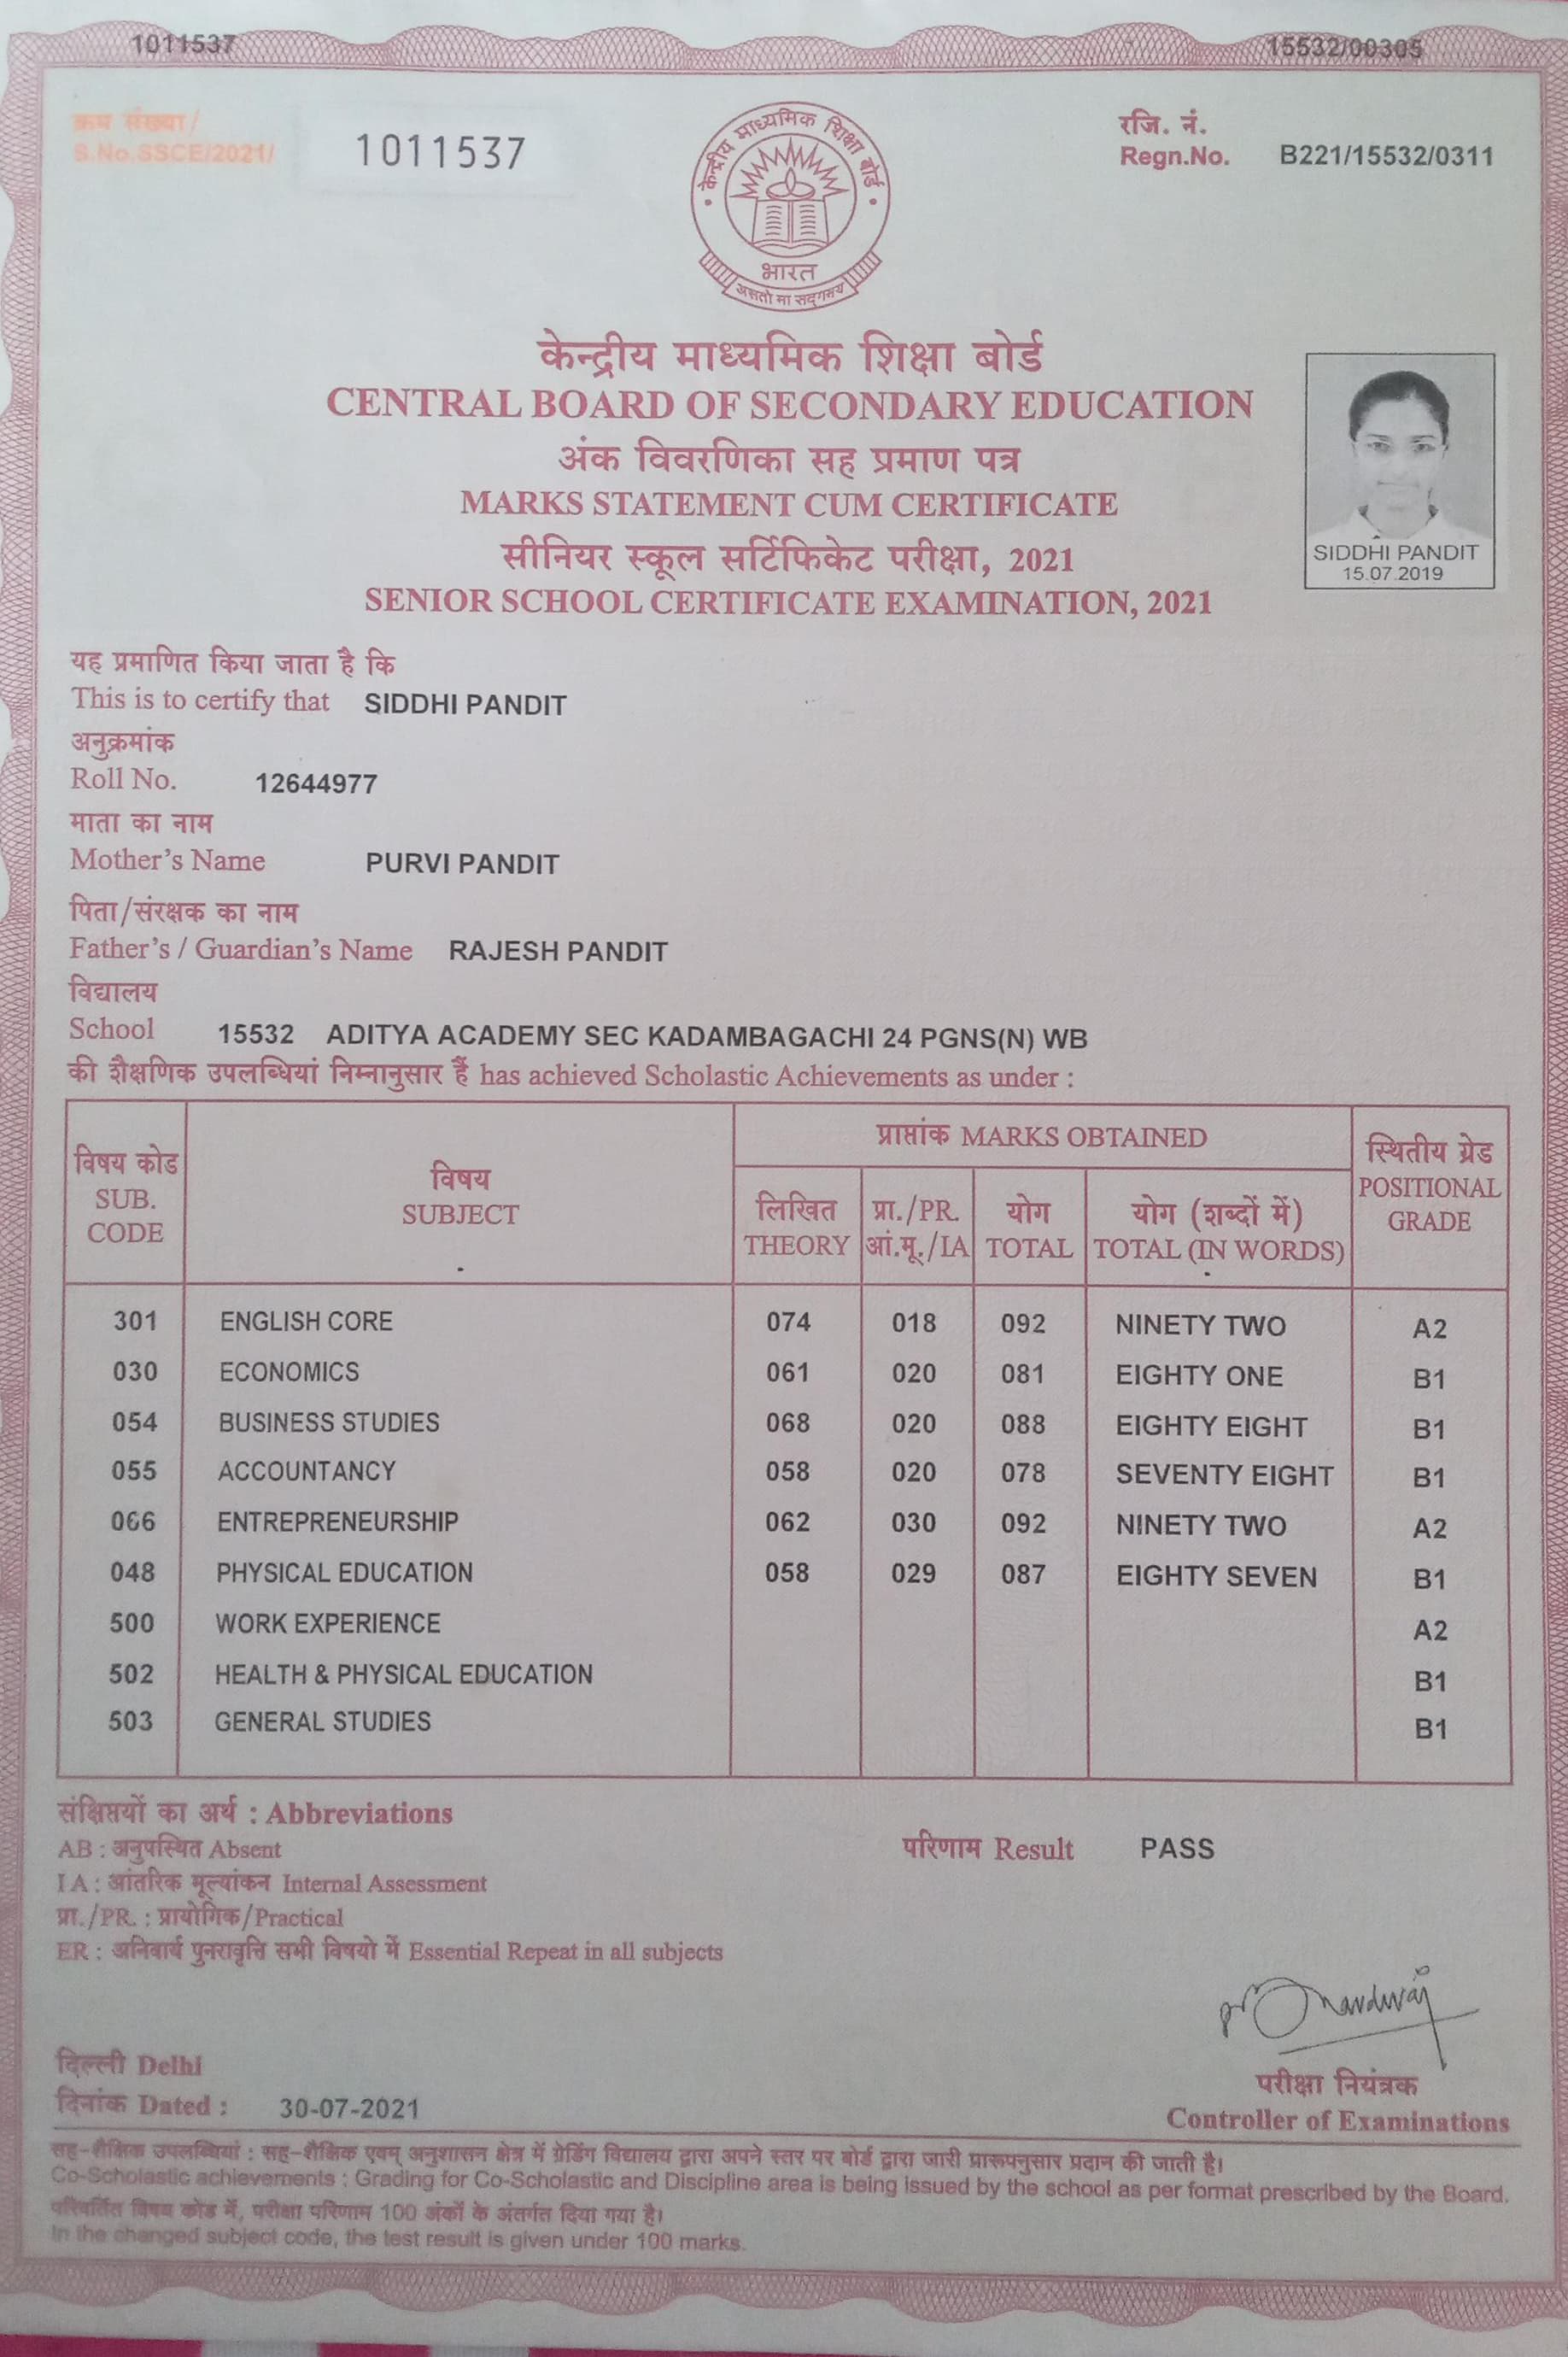 1011537 15532/00305
क्रम संख्या/
S.No.SSCE/2021/ 1011537
रजि. नं.
Regn.No. B221/15532/0311
केन्द्रीय माध्यमिक शिक्षा बोर्ड
भारत
असतो मा सद्गमय
केन्द्रीय माध्यमिक शिक्षा बोर्ड
CENTRAL BOARD OF SECONDARY EDUCATION
अंक विवरणिका सह प्रमाण पत्र
MARKS STATEMENT CUM CERTIFICATE
सीनियर स्कूल सर्टिफिकेट परीक्षा, 2021
SENIOR SCHOOL CERTIFICATE EXAMINATION, 2021
SIDDHI PANDIT
15.07.2019
यह प्रमाणित किया जाता है कि
This is to certify that SIDDHI PANDIT
अनुक्रमांक
Roll No. 12644977
माता का नाम
Mother's Name PURVI PANDIT
पिता/संरक्षक का नाम
Father's / Guardian's Name RAJESH PANDIT
विद्यालय
School 15532 ADITYA ACADEMY SEC KADAMBAGACHI 24 PGNS(N) WB
की शैक्षणिक उपलब्धियां निम्नानुसार हैं has achieved Scholastic Achievements as under :
विषय कोड
SUB.
CODE
विषय
SUBJECT
प्राप्तांक MARKS OBTAINED
लिखित
THEORY
प्रा./PR.
आं.मू./IA
योग
TOTAL
योग (शब्दों में)
TOTAL (IN WORDS)
स्थितीय ग्रेड
POSITIONAL
GRADE
301 ENGLISH CORE 074 018 092 NINETY TWO A2
030 ECONOMICS 061 020 081 EIGHTY ONE B1
054 BUSINESS STUDIES 068 020 088 EIGHTY EIGHT B1
055 ACCOUNTANCY 058 020 078 SEVENTY EIGHT B1
066 ENTREPRENEURSHIP 062 030 092 NINETY TWO A2
048 PHYSICAL EDUCATION 058 029 087 EIGHTY SEVEN B1
500 WORK EXPERIENCE A2
502 HEALTH & PHYSICAL EDUCATION B1
503 GENERAL STUDIES B1
संक्षिप्तियों का अर्थ : Abbreviations
AB : अनुपस्थित Absent
परिणाम Result PASS
I A : आंतरिक मूल्यांकन Internal Assessment
प्रा./PR. : प्रायोगिक/Practical
ER : अनिवार्य पुनरावृत्ति सभी विषयो में Essential Repeat in all subjects
दिल्ली Delhi
दिनांक Dated : 30-07-2021
परीक्षा नियंत्रक
Controller of Examinations
सह-शैक्षिक उपलब्धियां : सह-शैक्षिक एवम् अनुशासन क्षेत्र में ग्रेडिंग विद्यालय द्वारा अपने स्तर पर बोर्ड द्वारा जारी प्रारूपनुसार प्रदान की जाती है।
Co-Scholastic achievements : Grading for Co-Scholastic and Discipline area is being issued by the school as per format prescribed by the Board.
परिवर्तित विषय कोड में, परीक्षा परिणाम 100 अंकों के अंतर्गत दिया गया है।
In the changed subject code, the test result is given under 100 marks.